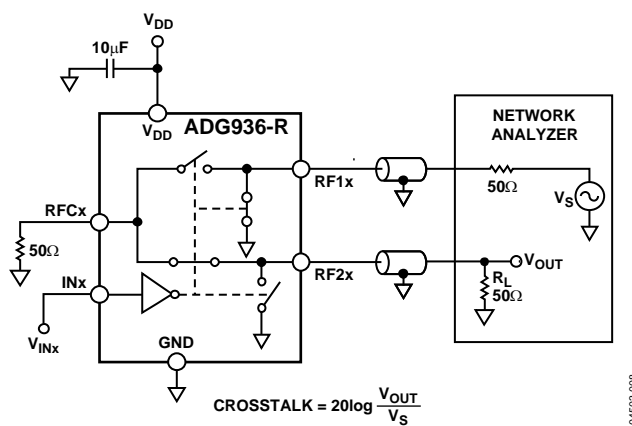 VDD
10μF
VDD
ADG936-R
NETWORK
ANALYZER
RF1x
50Ω
VS
RFCx
50Ω
RF2x
VOUT
RL
50Ω
INx
VINx
GND
CROSSTALK = 20log VOUT
VS